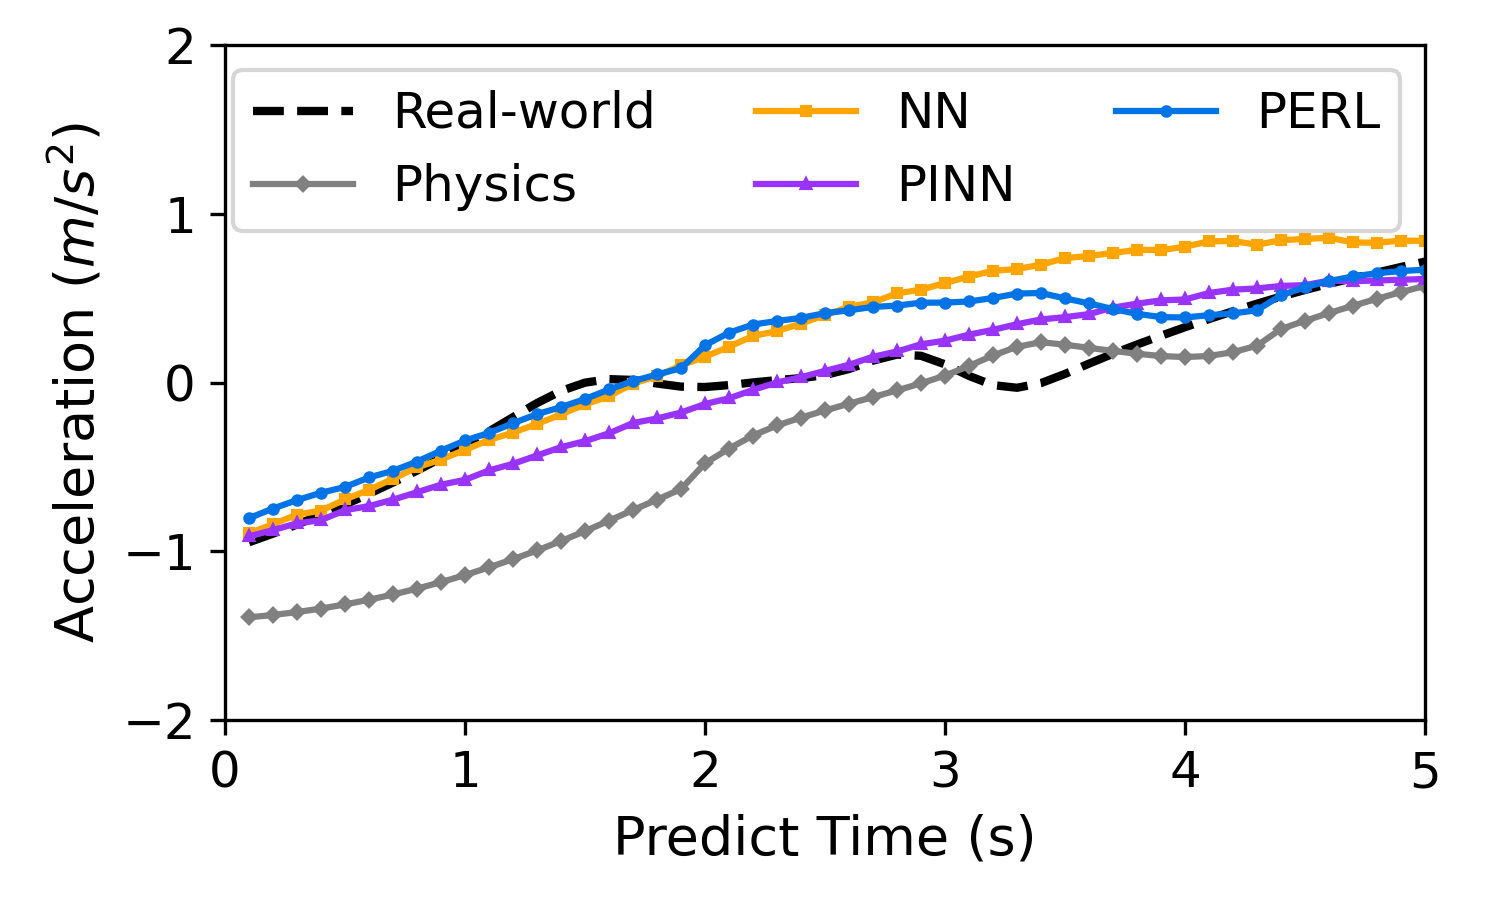 2
1
0
−1
−2
Acceleration (m/s²)
Real-world
NN
PERL
Physics
PINN
0 1 2 3 4 5
Predict Time (s)